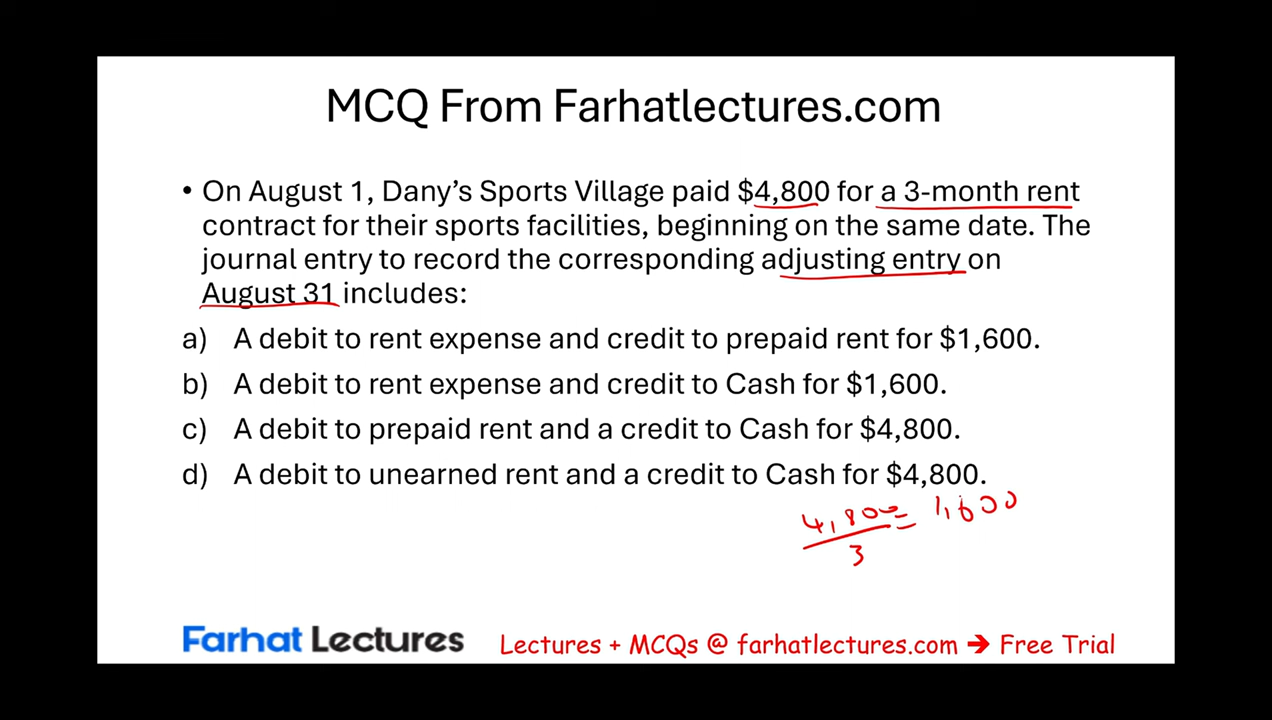 MCQ From Farhatlectures.com
• On August 1, Dany's Sports Village paid $4,800 for a 3-month rent
contract for their sports facilities, beginning on the same date. The
journal entry to record the corresponding adjusting entry on
August 31 includes:
a) A debit to rent expense and credit to prepaid rent for $1,600.
b) A debit to rent expense and credit to Cash for $1,600.
c) A debit to prepaid rent and a credit to Cash for $4,800.
d) A debit to unearned rent and a credit to Cash for $4,800.
4,800 = 1,600
3
Farhat Lectures
Lectures + MCQs @ farhatlectures.com → Free Trial